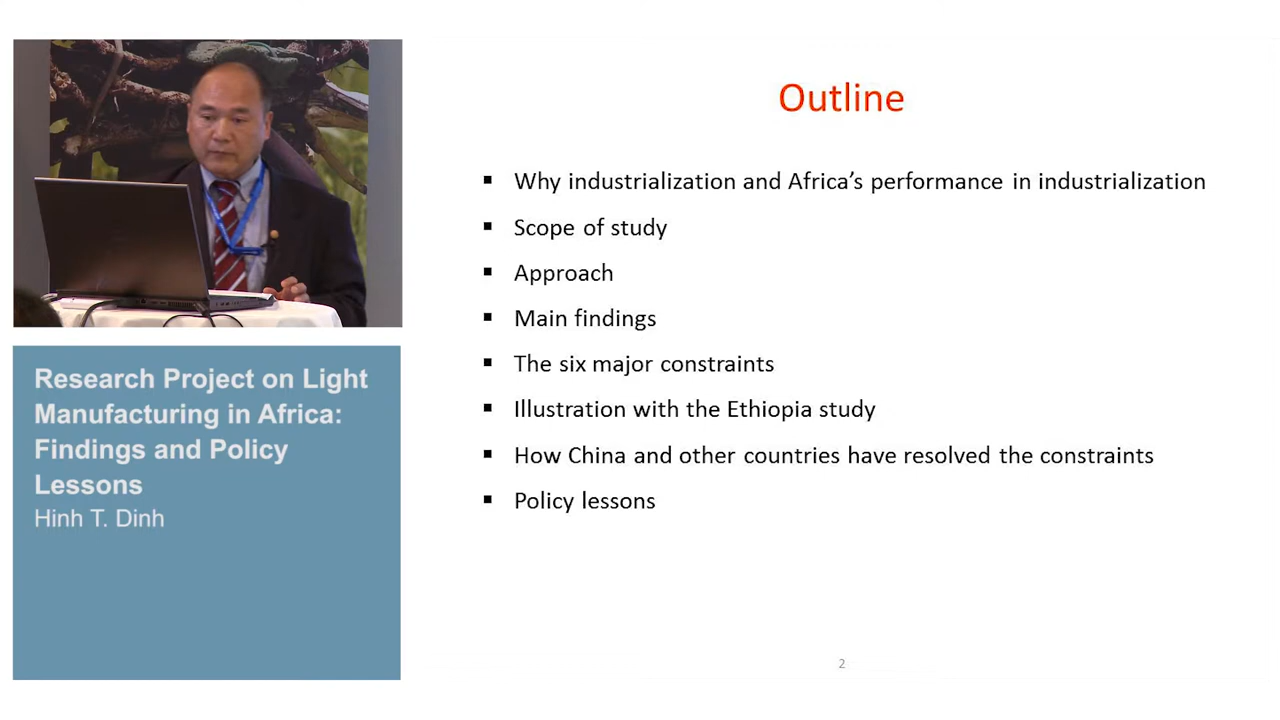 Outline
Why industrialization and Africa’s performance in industrialization
Scope of study
Approach
Main findings
The six major constraints
Illustration with the Ethiopia study
How China and other countries have resolved the constraints
Policy lessons
Research Project on Light
Manufacturing in Africa:
Findings and Policy
Lessons
Hinh T. Dinh
2